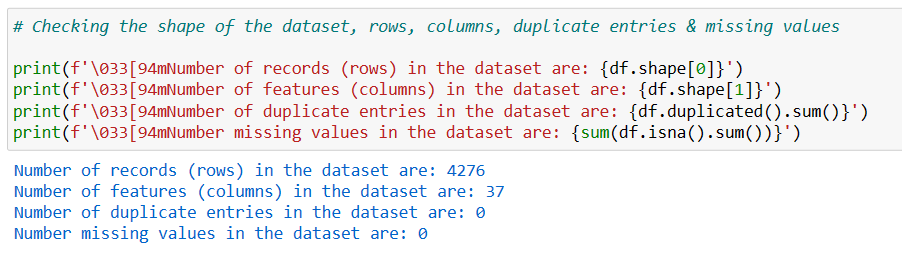 # Checking the shape of the dataset, rows, columns, duplicate entries & missing values
print(f'\033[94mNumber of records (rows) in the dataset are: {df.shape[0]}')
print(f'\033[94mNumber of features (columns) in the dataset are: {df.shape[1]}')
print(f'\033[94mNumber of duplicate entries in the dataset are: {df.duplicated().sum()}')
print(f'\033[94mNumber missing values in the dataset are: {sum(df.isna().sum())}')
Number of records (rows) in the dataset are: 4276
Number of features (columns) in the dataset are: 37
Number of duplicate entries in the dataset are: 0
Number missing values in the dataset are: 0